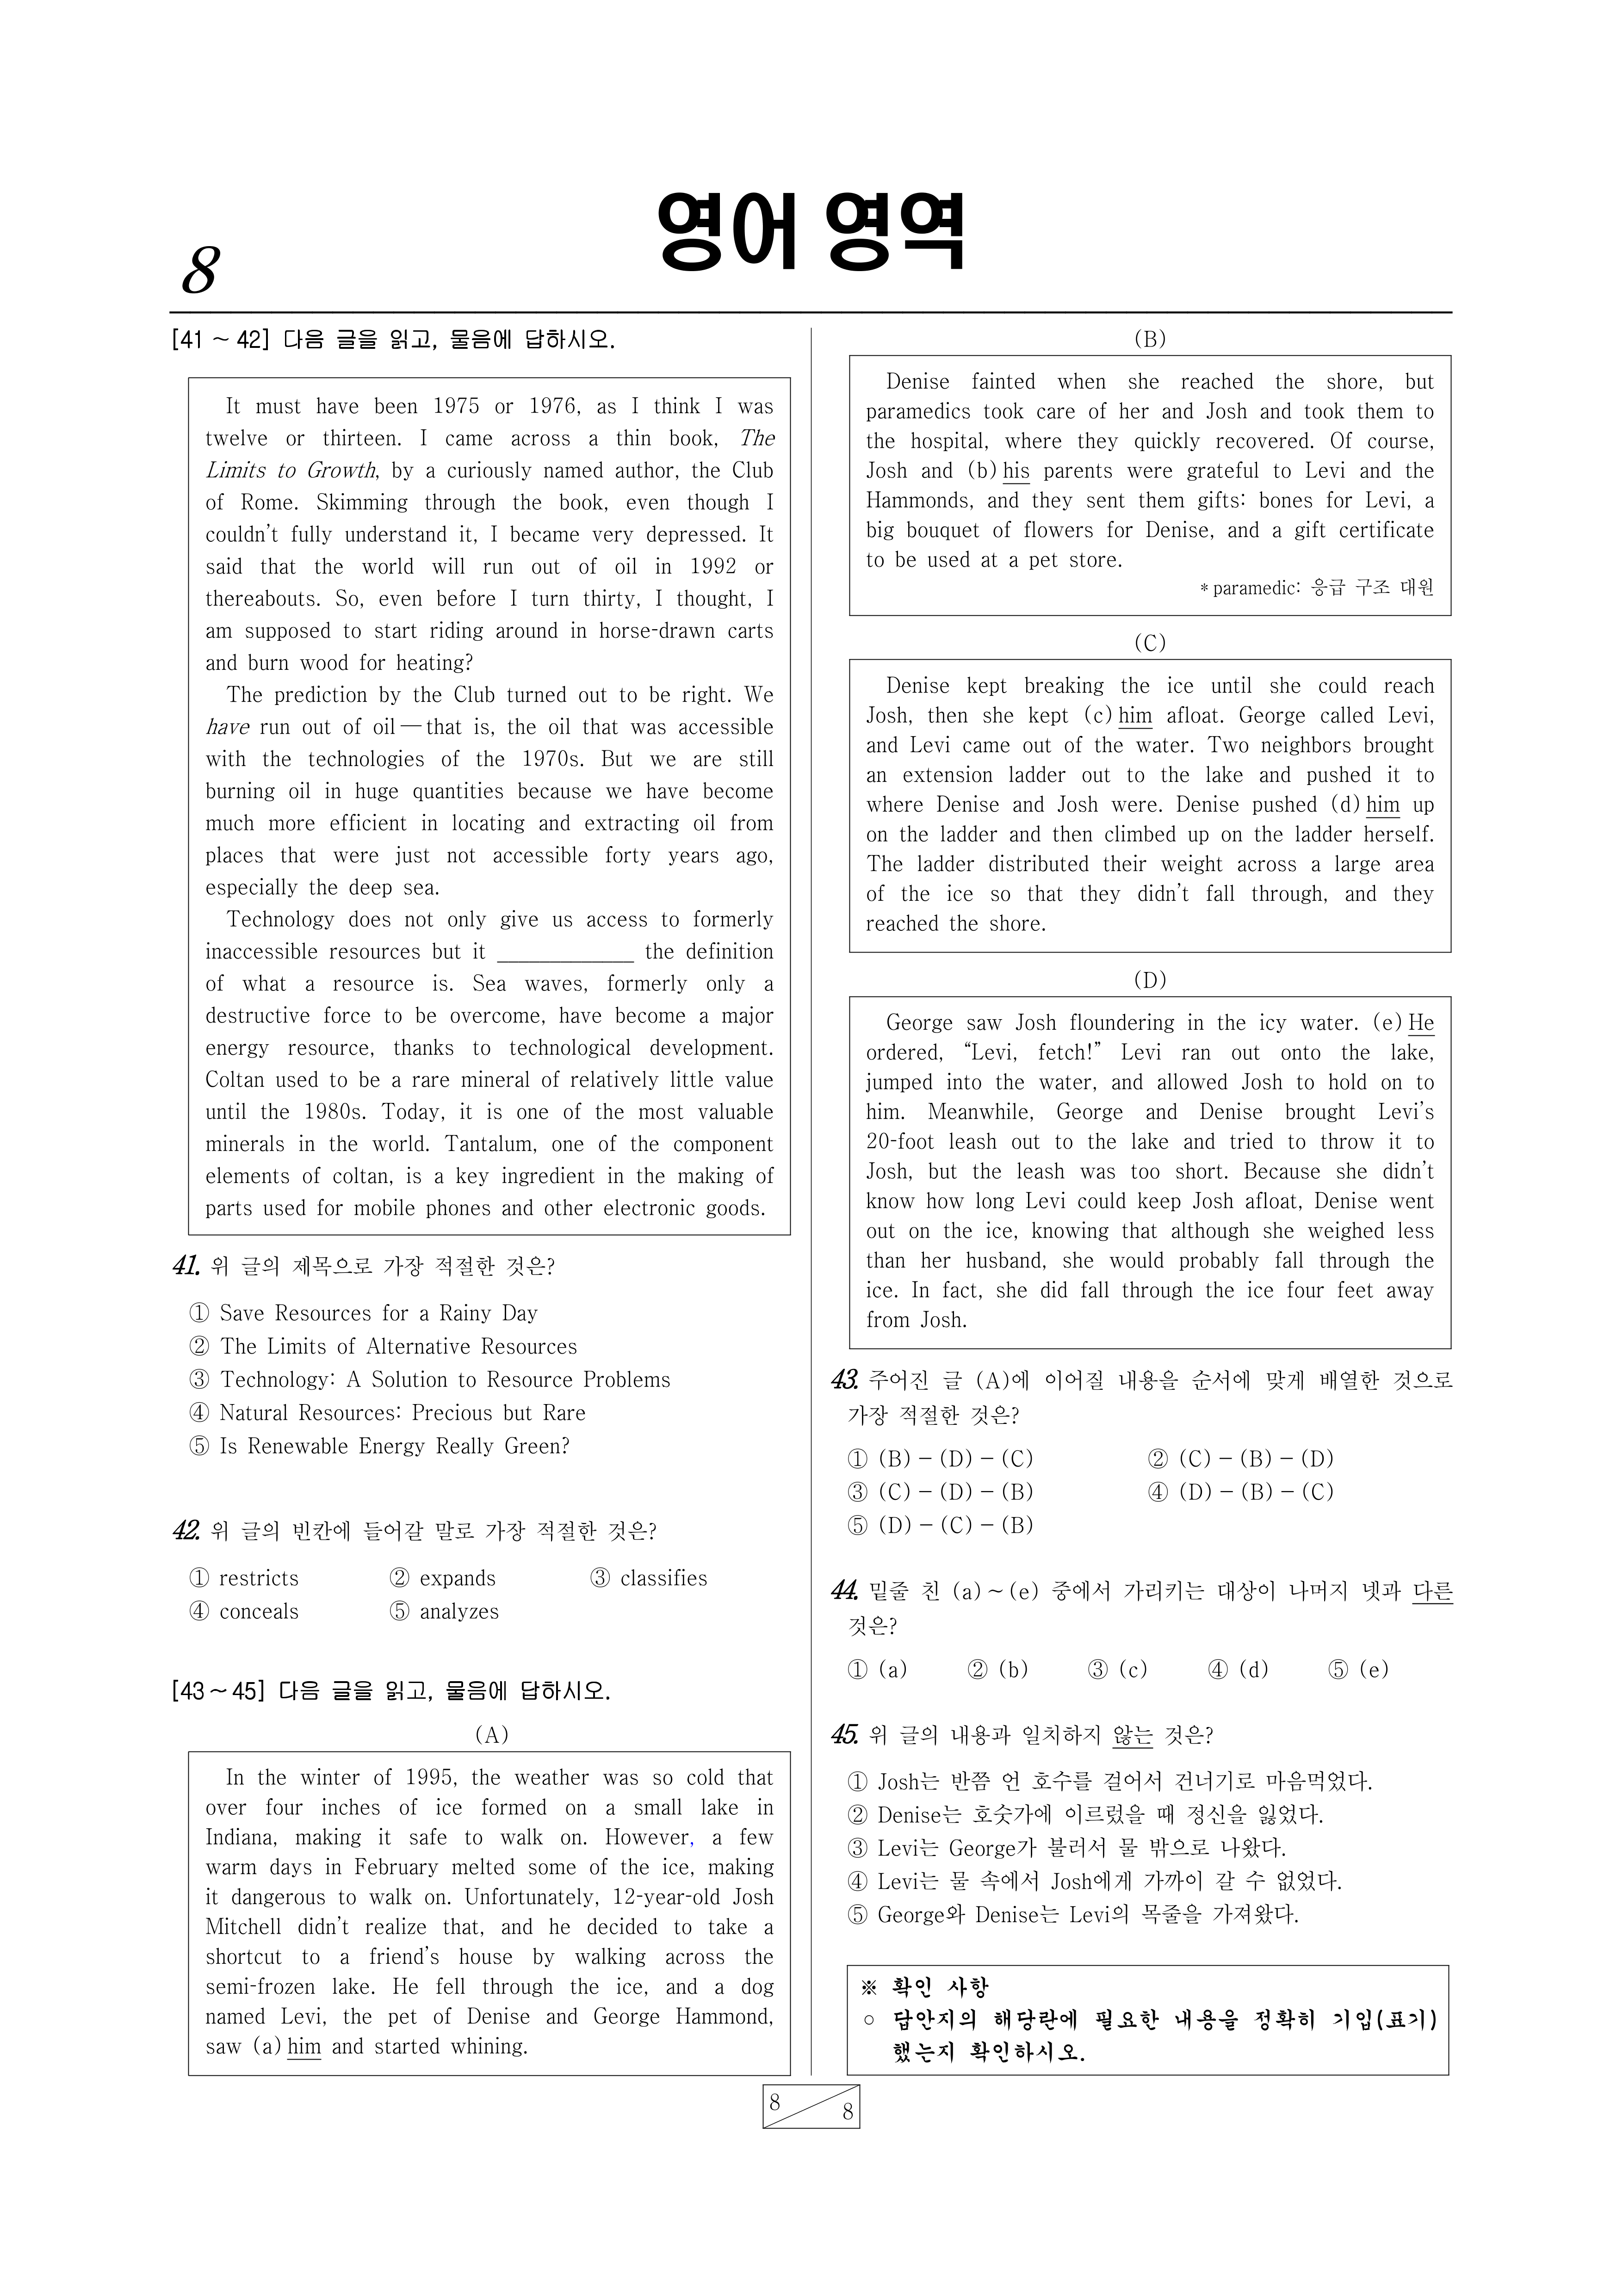 영어 영역
8
[41 ~ 42] 다음 글을 읽고, 물음에 답하시오.
It must have been 1975 or 1976, as I think I was
twelve or thirteen. I came across a thin book, The
Limits to Growth, by a curiously named author, the Club
of Rome. Skimming through the book, even though I
couldn't fully understand it, I became very depressed. It
said that the world will run out of oil in 1992 or
thereabouts. So, even before I turn thirty, I thought, I
am supposed to start riding around in horse-drawn carts
and burn wood for heating?
The prediction by the Club turned out to be right. We
have run out of oil — that is, the oil that was accessible
with the technologies of the 1970s. But we are still
burning oil in huge quantities because we have become
much more efficient in locating and extracting oil from
places that were just not accessible forty years ago,
especially the deep sea.
Technology does not only give us access to formerly
inaccessible resources but it ____________ the definition
of what a resource is. Sea waves, formerly only a
destructive force to be overcome, have become a major
energy resource, thanks to technological development.
Coltan used to be a rare mineral of relatively little value
until the 1980s. Today, it is one of the most valuable
minerals in the world. Tantalum, one of the component
elements of coltan, is a key ingredient in the making of
parts used for mobile phones and other electronic goods.
41. 위 글의 제목으로 가장 적절한 것은?
① Save Resources for a Rainy Day
② The Limits of Alternative Resources
③ Technology: A Solution to Resource Problems
④ Natural Resources: Precious but Rare
⑤ Is Renewable Energy Really Green?
42. 위 글의 빈칸에 들어갈 말로 가장 적절한 것은?
① restricts ② expands ③ classifies
④ conceals ⑤ analyzes
[43 ~ 45] 다음 글을 읽고, 물음에 답하시오.
(A)
In the winter of 1995, the weather was so cold that
over four inches of ice formed on a small lake in
Indiana, making it safe to walk on. However, a few
warm days in February melted some of the ice, making
it dangerous to walk on. Unfortunately, 12-year-old Josh
Mitchell didn't realize that, and he decided to take a
shortcut to a friend's house by walking across the
semi-frozen lake. He fell through the ice, and a dog
named Levi, the pet of Denise and George Hammond,
saw (a) him and started whining.
(B)
Denise fainted when she reached the shore, but
paramedics took care of her and Josh and took them to
the hospital, where they quickly recovered. Of course,
Josh and (b) his parents were grateful to Levi and the
Hammonds, and they sent them gifts: bones for Levi, a
big bouquet of flowers for Denise, and a gift certificate
to be used at a pet store.
* paramedic: 응급 구조 대원
(C)
Denise kept breaking the ice until she could reach
Josh, then she kept (c) him afloat. George called Levi,
and Levi came out of the water. Two neighbors brought
an extension ladder out to the lake and pushed it to
where Denise and Josh were. Denise pushed (d) him up
on the ladder and then climbed up on the ladder herself.
The ladder distributed their weight across a large area
of the ice so that they didn't fall through, and they
reached the shore.
(D)
George saw Josh floundering in the icy water. (e) He
ordered, "Levi, fetch!" Levi ran out onto the lake,
jumped into the water, and allowed Josh to hold on to
him. Meanwhile, George and Denise brought Levi's
20-foot leash out to the lake and tried to throw it to
Josh, but the leash was too short. Because she didn't
know how long Levi could keep Josh afloat, Denise went
out on the ice, knowing that although she weighed less
than her husband, she would probably fall through the
ice. In fact, she did fall through the ice four feet away
from Josh.
43. 주어진 글 (A)에 이어질 내용을 순서에 맞게 배열한 것으로
가장 적절한 것은?
① (B) - (D) - (C) ② (C) - (B) - (D)
③ (C) - (D) - (B) ④ (D) - (B) - (C)
⑤ (D) - (C) - (B)
44. 밑줄 친 (a) ~ (e) 중에서 가리키는 대상이 나머지 넷과 다른
것은?
① (a) ② (b) ③ (c) ④ (d) ⑤ (e)
45. 위 글의 내용과 일치하지 않는 것은?
① Josh는 반쯤 언 호수를 걸어서 건너기로 마음먹었다.
② Denise는 호숫가에 이르렀을 때 정신을 잃었다.
③ Levi는 George가 불러서 물 밖으로 나왔다.
④ Levi는 물 속에서 Josh에게 가까이 갈 수 없었다.
⑤ George와 Denise는 Levi의 목줄을 가져왔다.
※ 확인 사항
○ 답안지의 해당란에 필요한 내용을 정확히 기입(표기)
했는지 확인하시오.
8
8